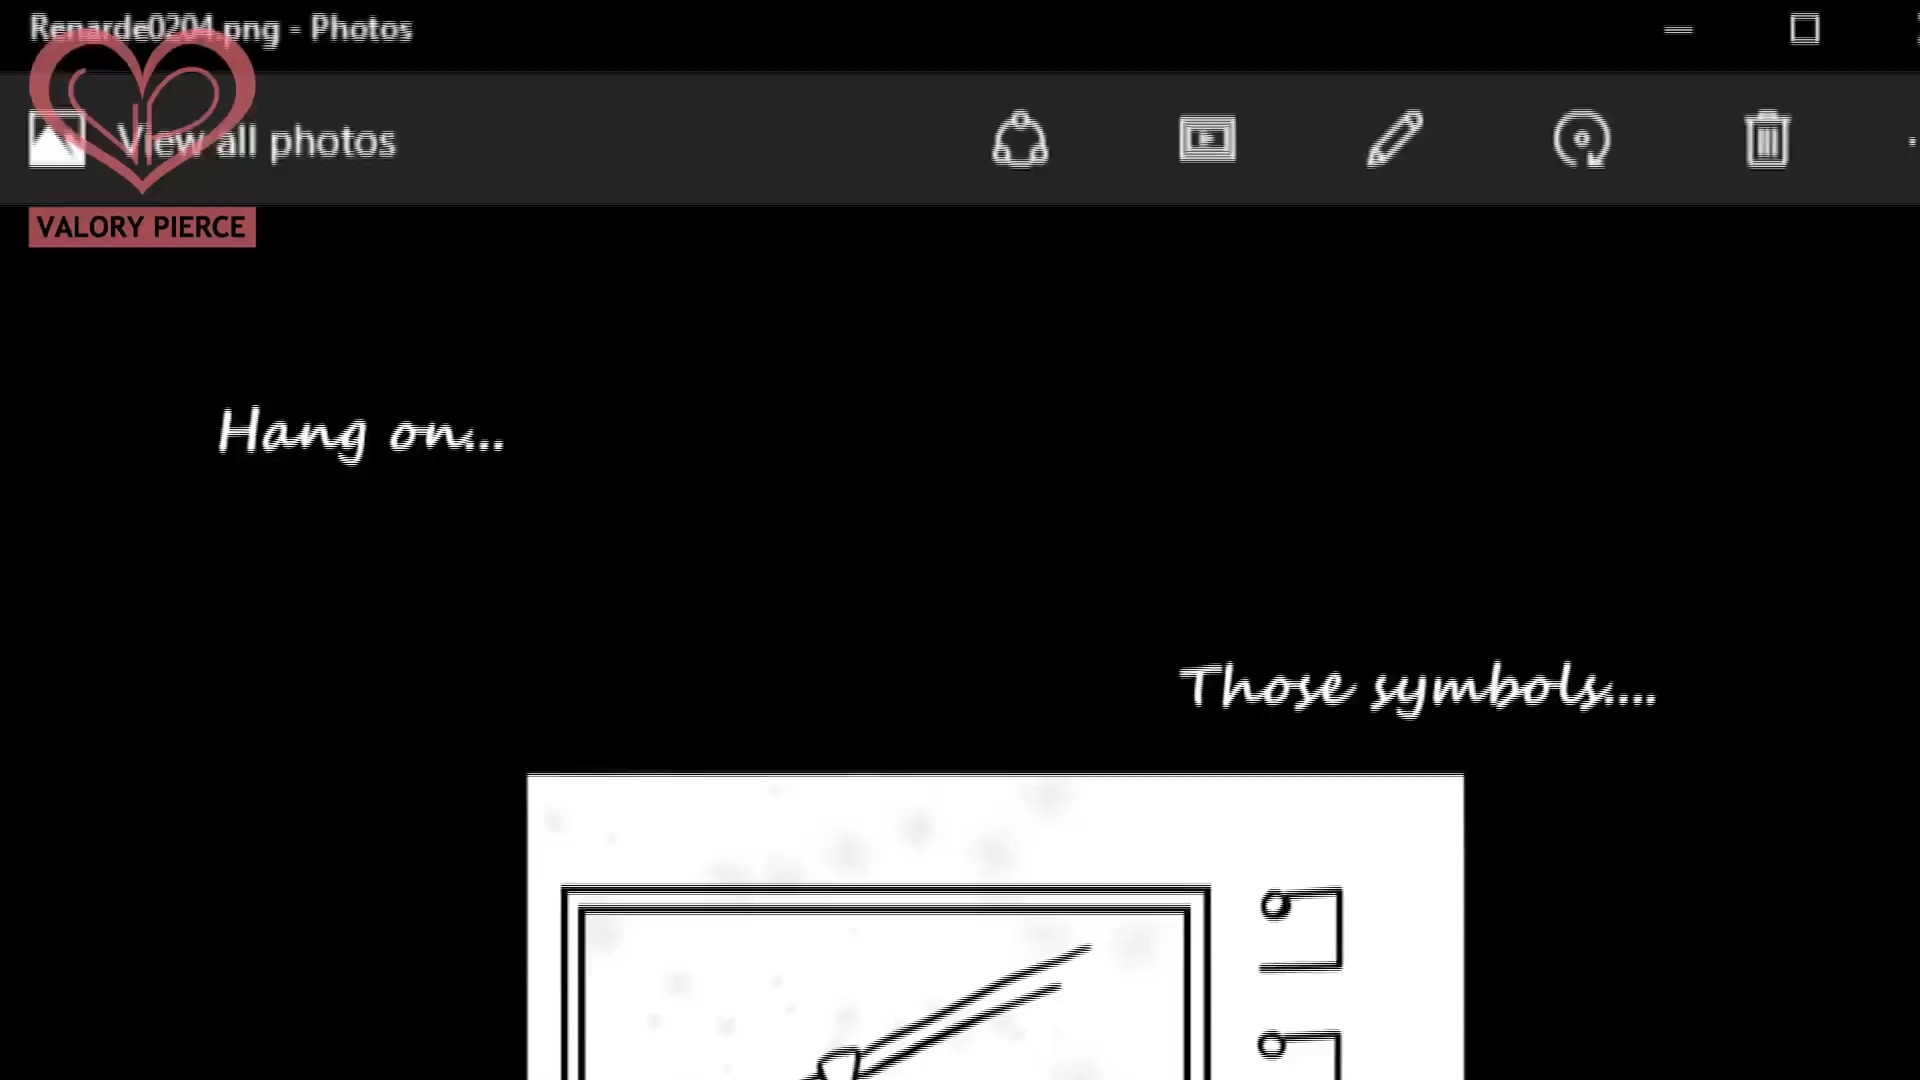 Renarde0204.png - Photos
View all photos
VALORY PIERCE
Hang on...
Those symbols....